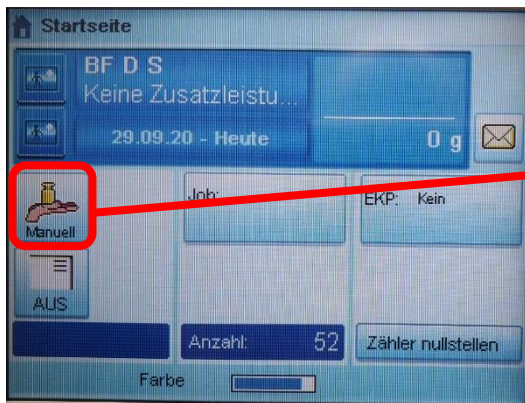 Startseite
BF D S
Keine Zusatzleistu...
29.09.20 - Heute
0 g
Manuell
Job:
EKP: Kein
AUS
Anzahl: 52
Zähler nullstellen
Farbe